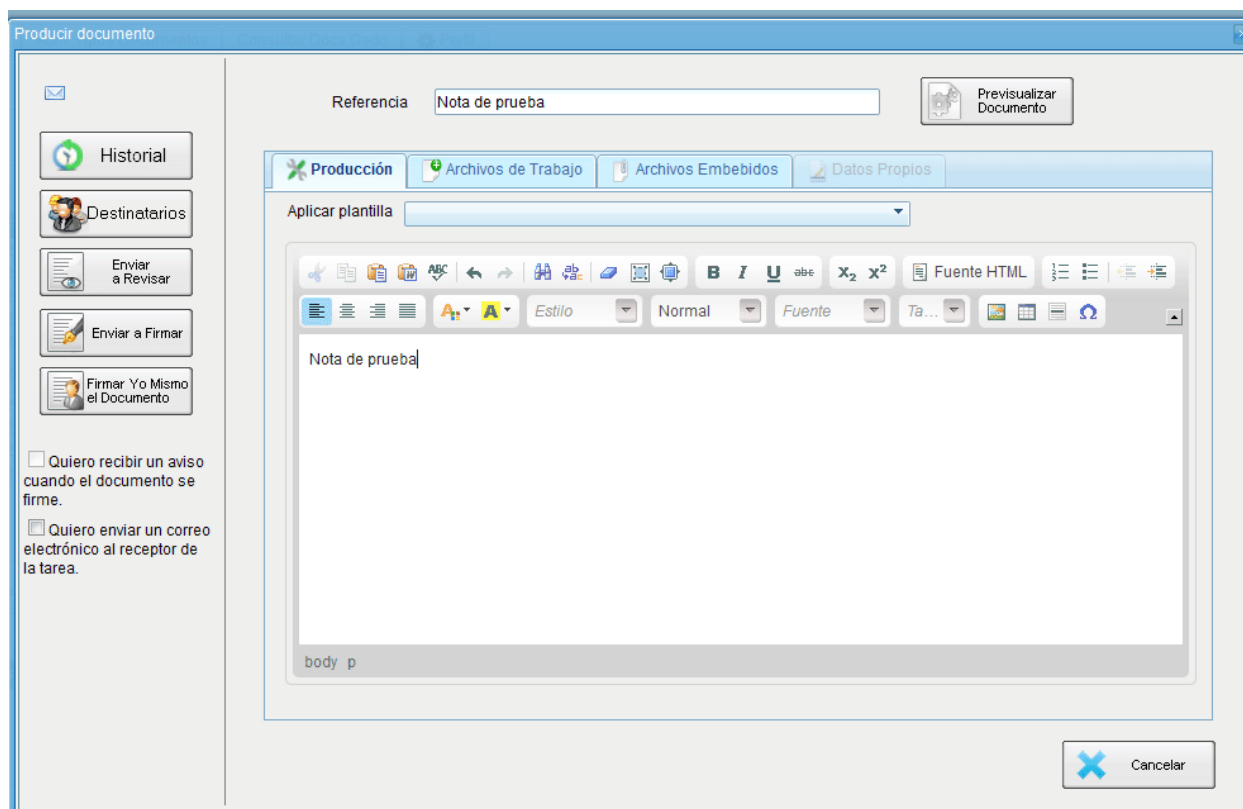 Producir documento
Referencia
Nota de prueba
Previsualizar
Documento
Historial
Destinatarios
Enviar
a Revisar
Enviar a Firmar
Firmar Yo Mismo
el Documento
Quiero recibir un aviso
cuando el documento se
firme.
Quiero enviar un correo
electrónico al receptor de
la tarea.
Producción
Archivos de Trabajo
Archivos Embebidos
Datos Propios
Aplicar plantilla
ABC
B I U abc X₂ X²
Fuente HTML
A A
Estilo
Normal
Fuente
Ta...
Ω
Nota de prueba
body p
Cancelar